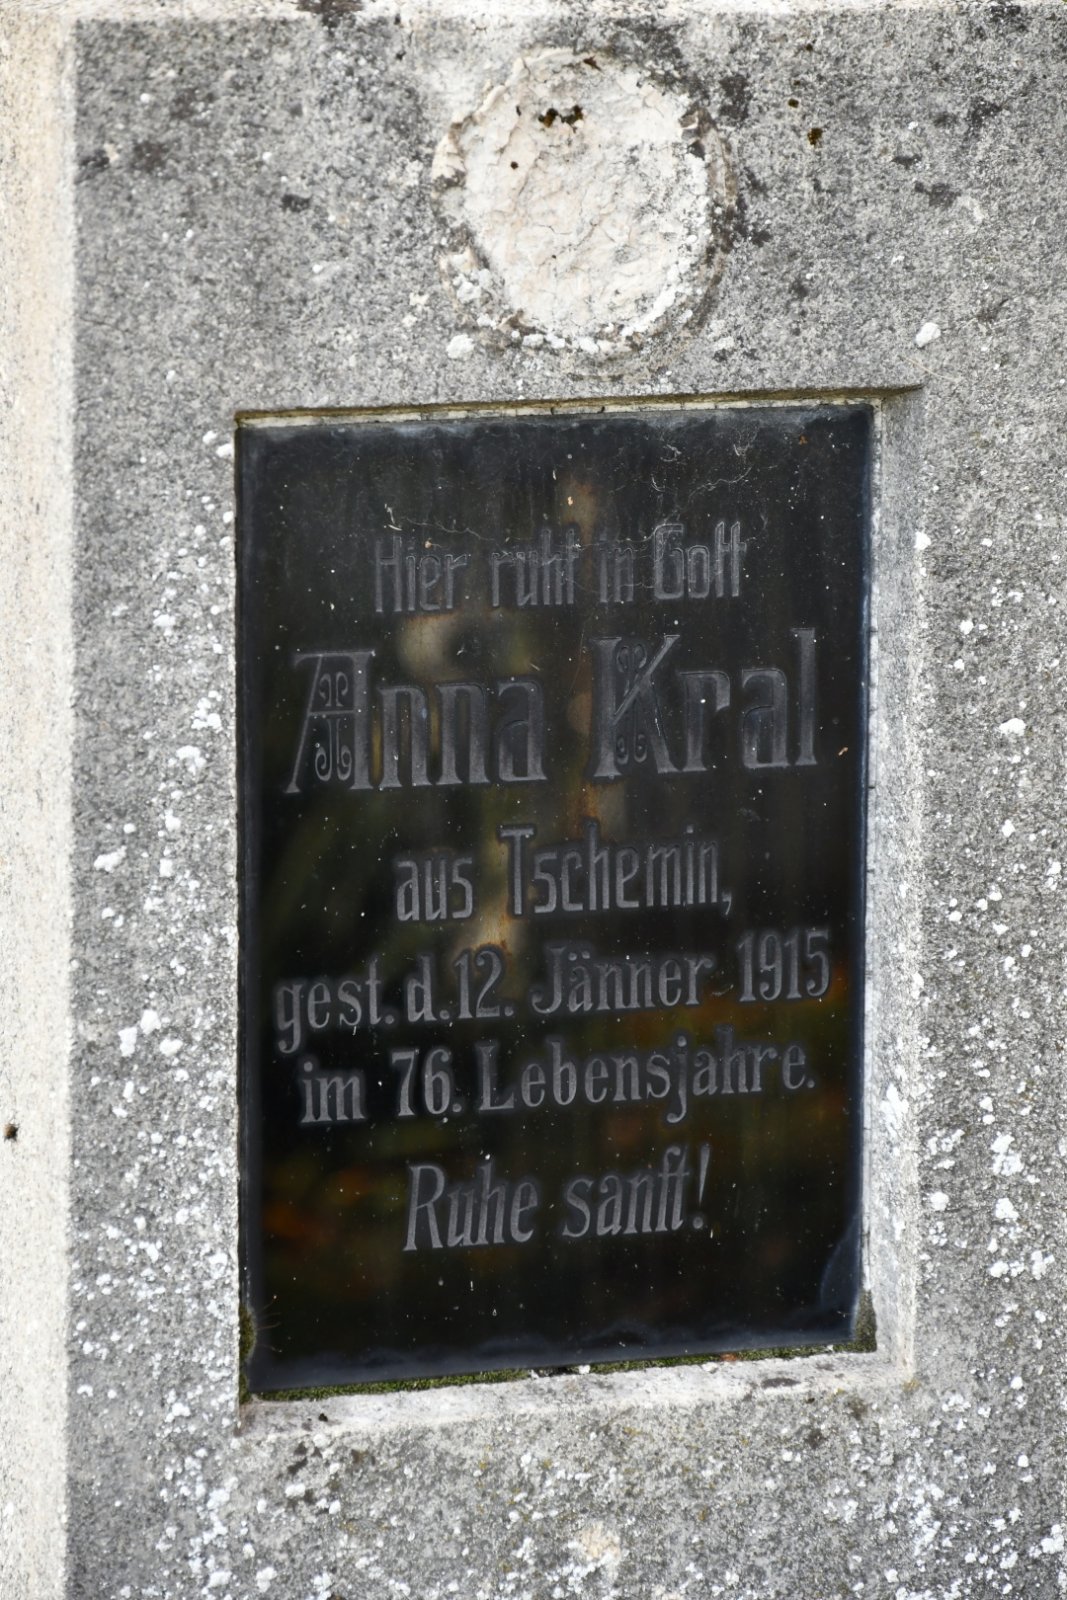 Hier ruht in Gott
Anna Kral
aus Tschemin,
gest. d. 12. Jänner 1915
im 76. Lebensjahre.
Ruhe sanft!